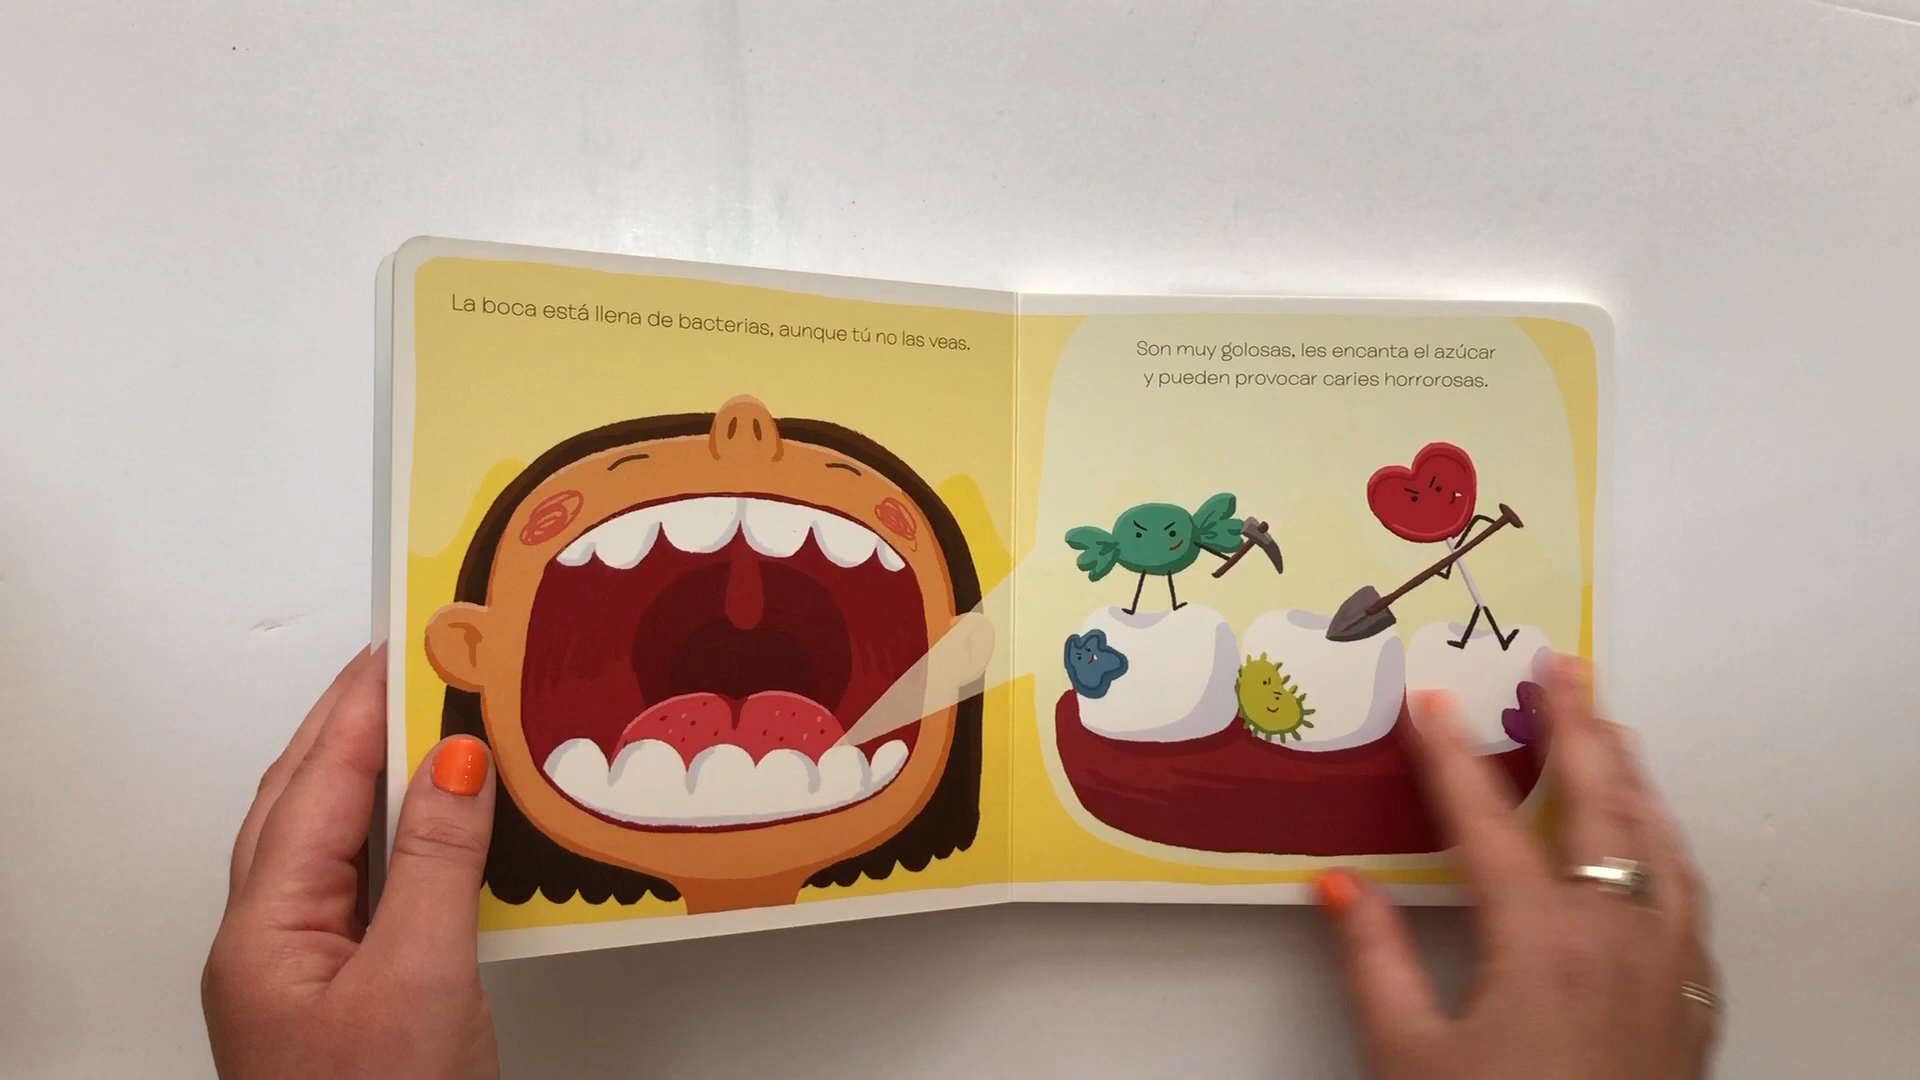 La boca está llena de bacterias, aunque tú no las veas.
Son muy golosas, les encanta el azúcar
y pueden provocar caries horrorosas.